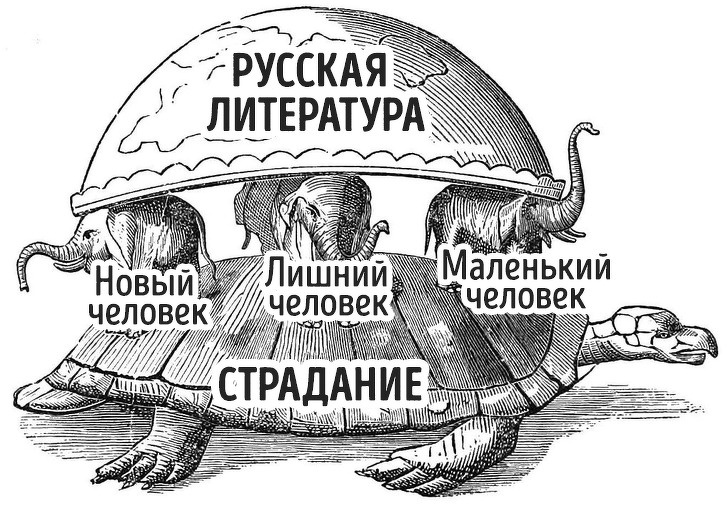 РУССКАЯ
ЛИТЕРАТУРА
Новый
человек
Лишний
человек
Маленький
человек
СТРАДАНИЕ